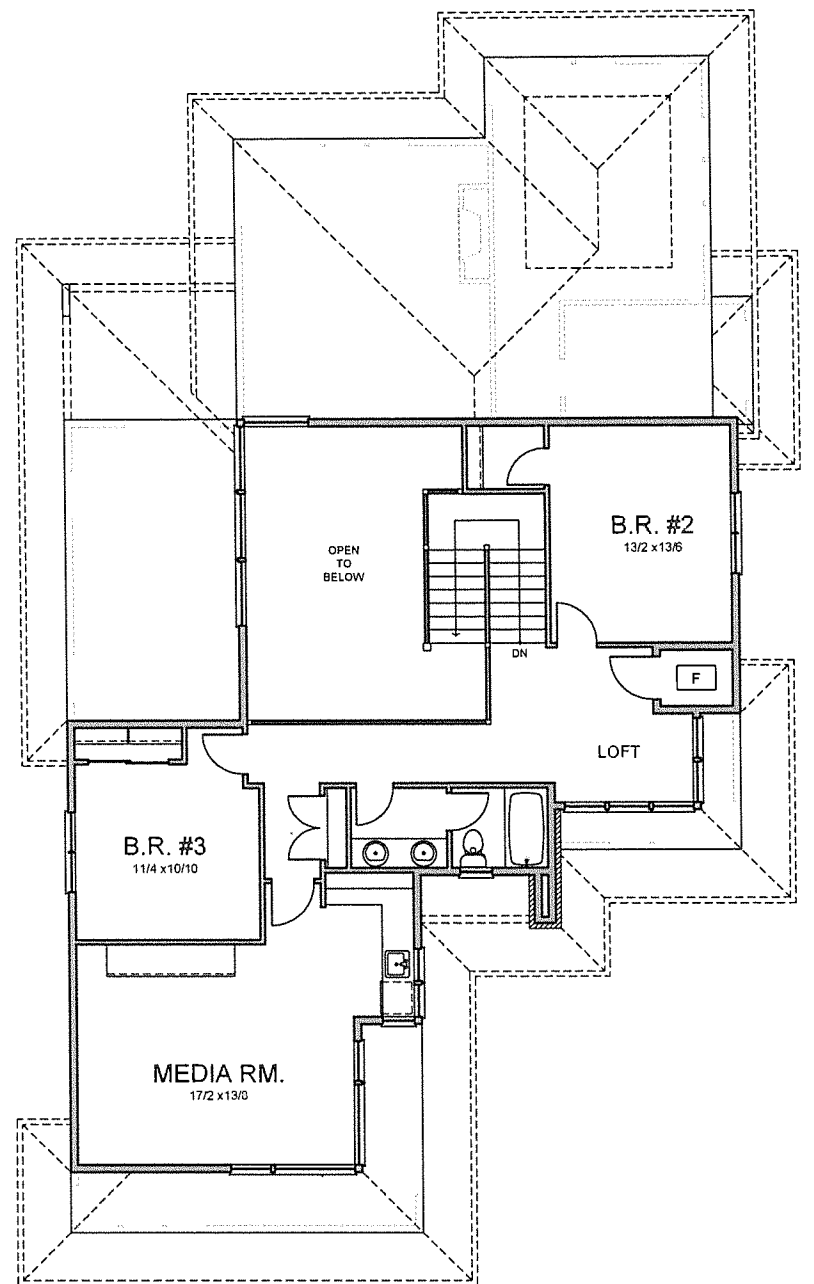 OPEN
TO
BELOW
B.R. #2
13/2 x13/6
DN
F
LOFT
B.R. #3
11/4 x10/10
MEDIA RM.
17/2 x13/8